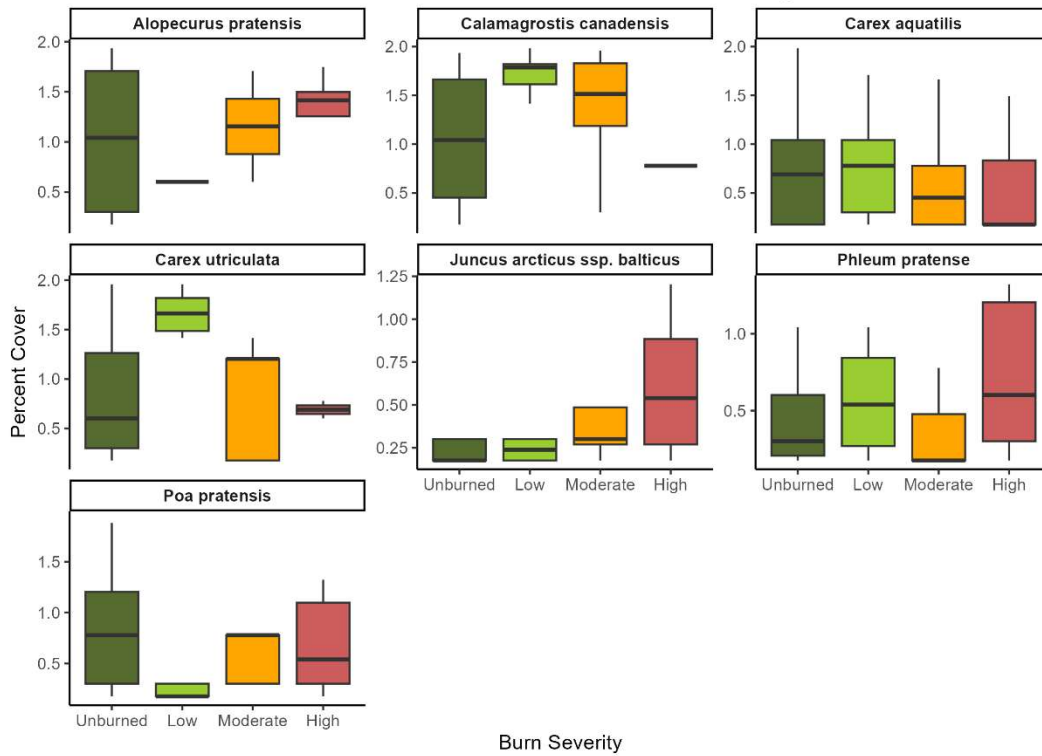 Alopecurus pratensis
Calamagrostis canadensis
Carex aquatilis
2.0
1.5
1.0
0.5
2.0
1.5
1.0
0.5
2.0
1.5
1.0
0.5
Carex utriculata
Juncus arcticus ssp. balticus
Phleum pratense
2.0
1.5
1.0
0.5
1.25
0.75
0.50
0.25
1.0
0.5
Unburned Low Moderate High
Unburned Low Moderate High
Poa pratensis
1.5
1.0
0.5
Unburned Low Moderate High
Percent Cover
Burn Severity